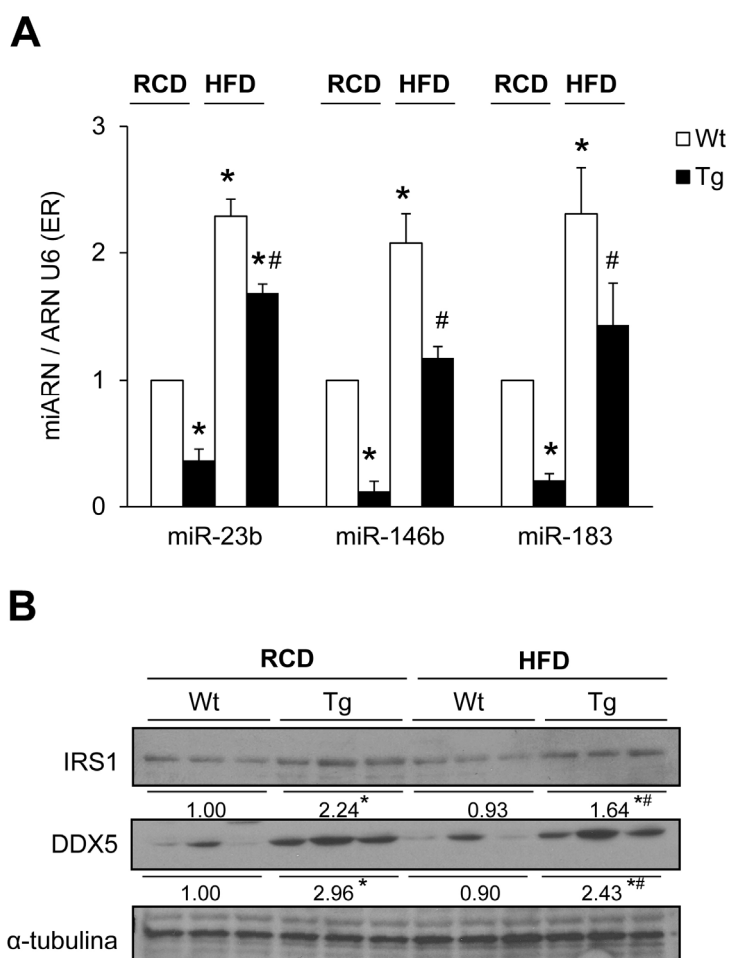 A
RCD HFD RCD HFD RCD HFD
Wt
Tg
miARN / ARN U6 (ER)
3
2
1
0
* * *# * * # * * #
miR-23b miR-146b miR-183
B
RCD HFD
Wt Tg Wt Tg
IRS1
1.00 2.24* 0.93 1.64*#
DDX5
1.00 2.96* 0.90 2.43*#
α-tubulina